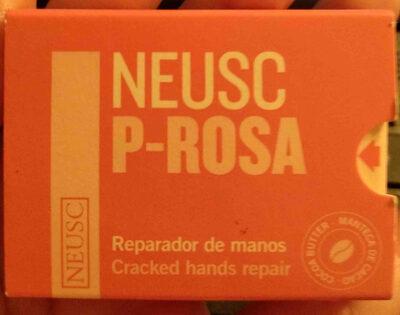 NEUSC
P-ROSA
NEUSC
Reparador de manos
Cracked hands repair
MANTECA DE CACAO · COCOA BUTTER ·